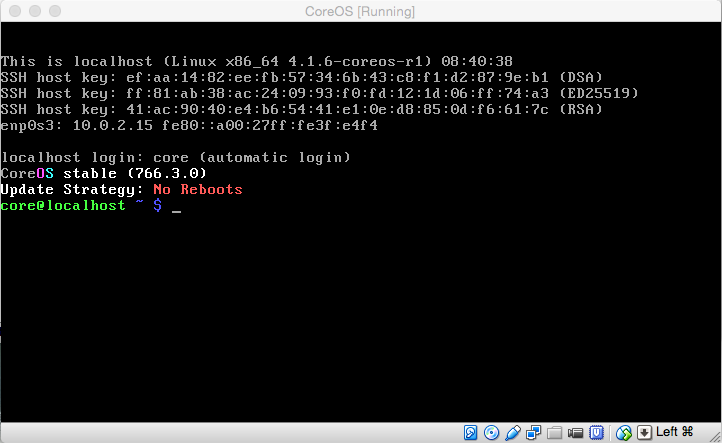 CoreOS [Running]
This is localhost (Linux x86_64 4.1.6-coreos-r1) 08:40:38
SSH host key: ef:aa:14:82:ee:fb:57:34:6b:43:c8:f1:d2:87:9e:b1 (DSA)
SSH host key: ff:81:ab:38:ac:24:09:93:f0:fd:12:1d:06:ff:74:a3 (ED25519)
SSH host key: 41:ac:90:40:e4:b6:54:41:e1:0e:d8:85:0d:f6:61:7c (RSA)
enp0s3: 10.0.2.15 fe80::a00:27ff:fe3f:e4f4
localhost login: core (automatic login)
CoreOS stable (766.3.0)
Update Strategy: No Reboots
core@localhost ~ $ _
Left ⌘